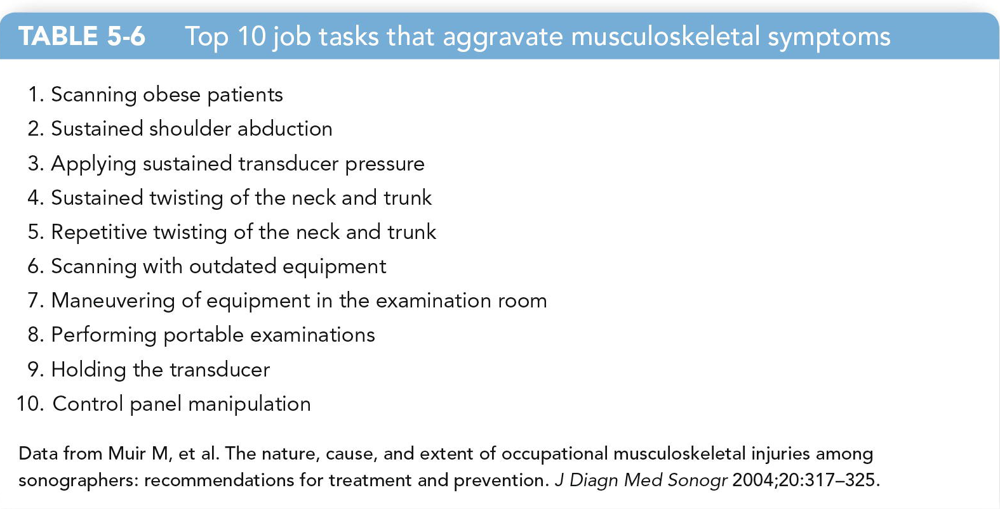 TABLE 5-6 Top 10 job tasks that aggravate musculoskeletal symptoms
1. Scanning obese patients
2. Sustained shoulder abduction
3. Applying sustained transducer pressure
4. Sustained twisting of the neck and trunk
5. Repetitive twisting of the neck and trunk
6. Scanning with outdated equipment
7. Maneuvering of equipment in the examination room
8. Performing portable examinations
9. Holding the transducer
10. Control panel manipulation
Data from Muir M, et al. The nature, cause, and extent of occupational musculoskeletal injuries among
sonographers: recommendations for treatment and prevention. J Diagn Med Sonogr 2004;20:317–325.